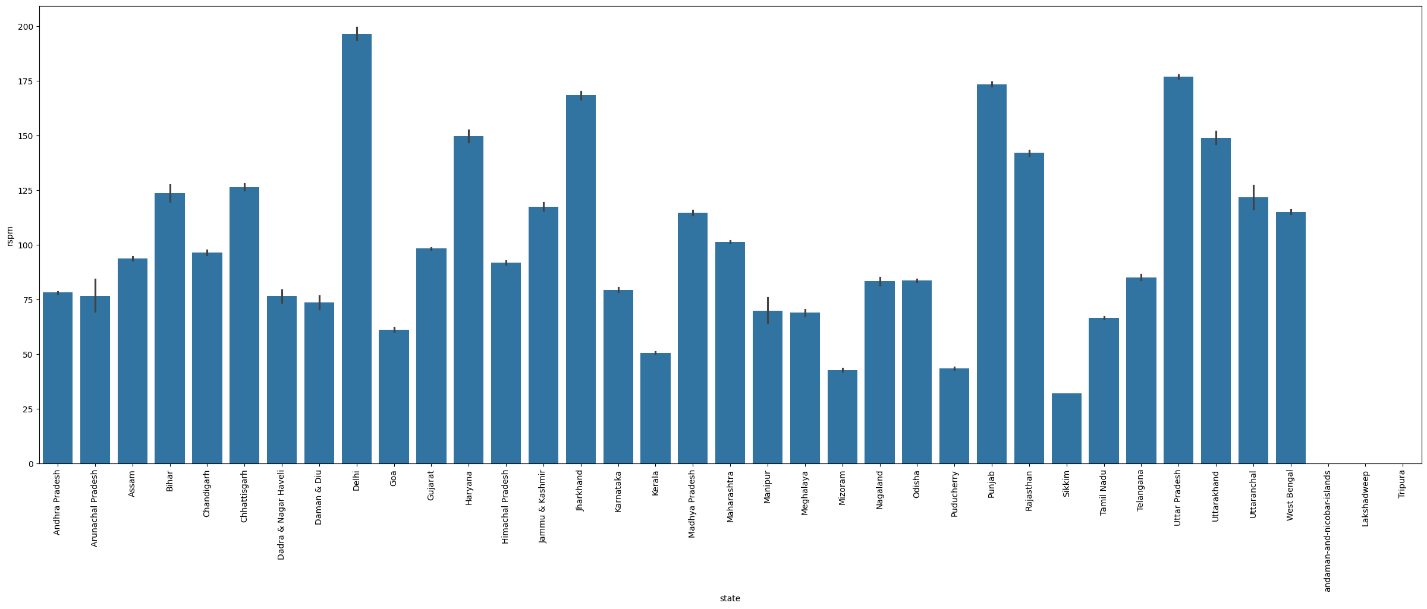 200
175
150
125
100
75
50
25
0
rspm
Andhra Pradesh
Arunachal Pradesh
Assam
Bihar
Chandigarh
Chhattisgarh
Dadra & Nagar Haveli
Daman & Diu
Delhi
Goa
Gujarat
Haryana
Himachal Pradesh
Jammu & Kashmir
Jharkhand
Karnataka
Kerala
Madhya Pradesh
Maharashtra
Manipur
Meghalaya
Mizoram
Nagaland
Odisha
Puducherry
Punjab
Rajasthan
Sikkim
Tamil Nadu
Telangana
Uttar Pradesh
Uttarakhand
Uttaranchal
West Bengal
andaman-and-nicobar-islands
Lakshadweep
Tripura
state